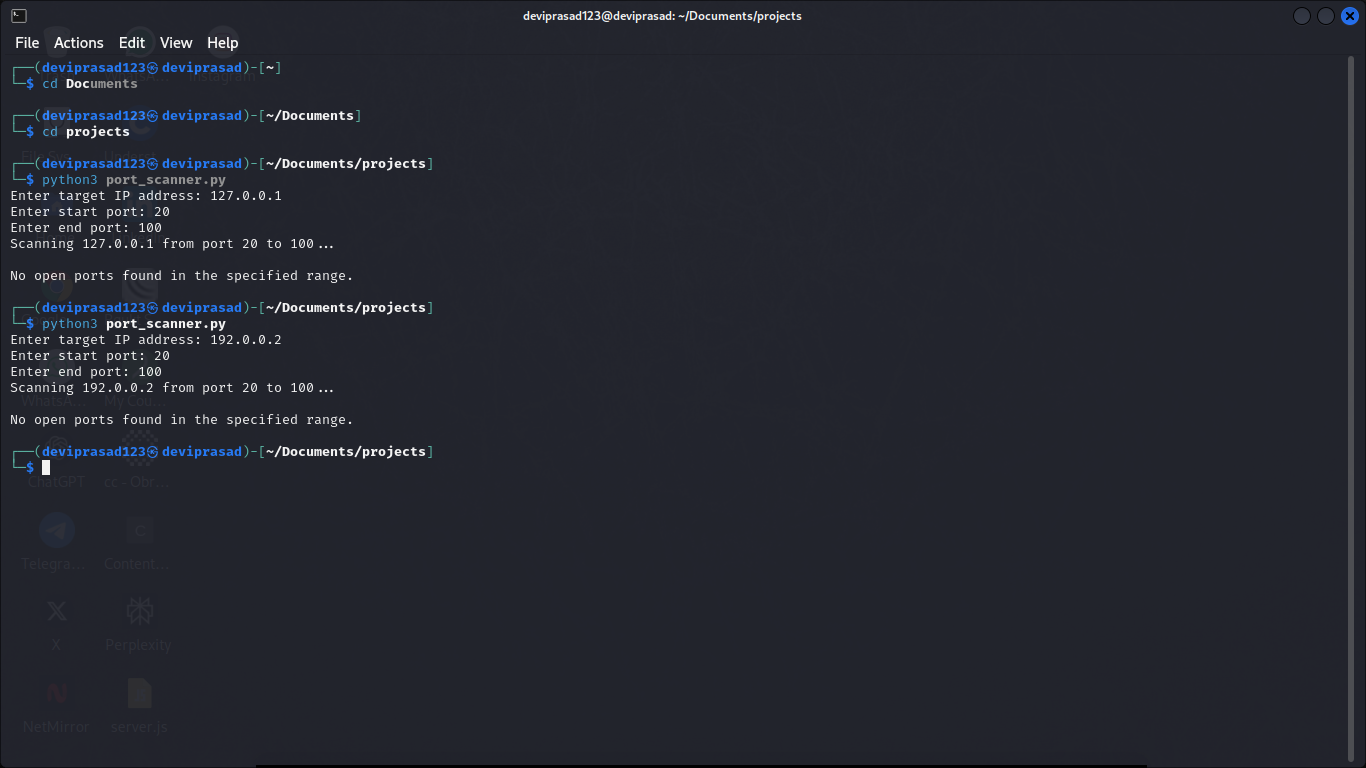 deviprasad123@deviprasad: ~/Documents/projects
File Actions Edit View Help
┌──(deviprasad123㉿deviprasad)-[~]
└─$ cd Documents
┌──(deviprasad123㉿deviprasad)-[~/Documents]
└─$ cd projects
┌──(deviprasad123㉿deviprasad)-[~/Documents/projects]
└─$ python3 port_scanner.py
Enter target IP address: 127.0.0.1
Enter start port: 20
Enter end port: 100
Scanning 127.0.0.1 from port 20 to 100...
No open ports found in the specified range.
┌──(deviprasad123㉿deviprasad)-[~/Documents/projects]
└─$ python3 port_scanner.py
Enter target IP address: 192.0.0.2
Enter start port: 20
Enter end port: 100
Scanning 192.0.0.2 from port 20 to 100...
WhatsA... My Cou...
No open ports found in the specified range.
┌──(deviprasad123㉿deviprasad)-[~/Documents/projects]
└─$
ChatGPT cc - Obr...
Telegra... Content...
X Perplexity
NetMirror server.js